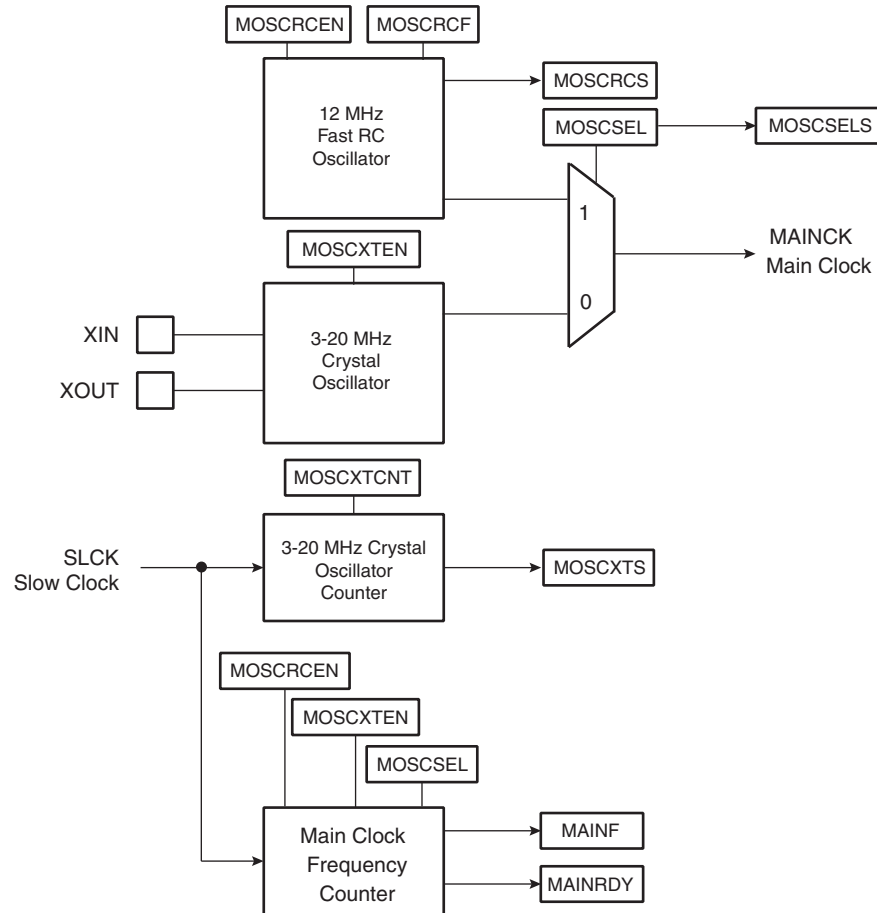 MOSCRCEN
MOSCRCF
12 MHz
Fast RC
Oscillator
MOSCRCS
MOSCSEL
MOSCSELS
1
0
MAINCK
Main Clock
MOSCXTEN
XIN
XOUT
3-20 MHz
Crystal
Oscillator
MOSCXTCNT
SLCK
Slow Clock
3-20 MHz Crystal
Oscillator
Counter
MOSCXTS
MOSCRCEN
MOSCXTEN
MOSCSEL
Main Clock
Frequency
Counter
MAINF
MAINRDY